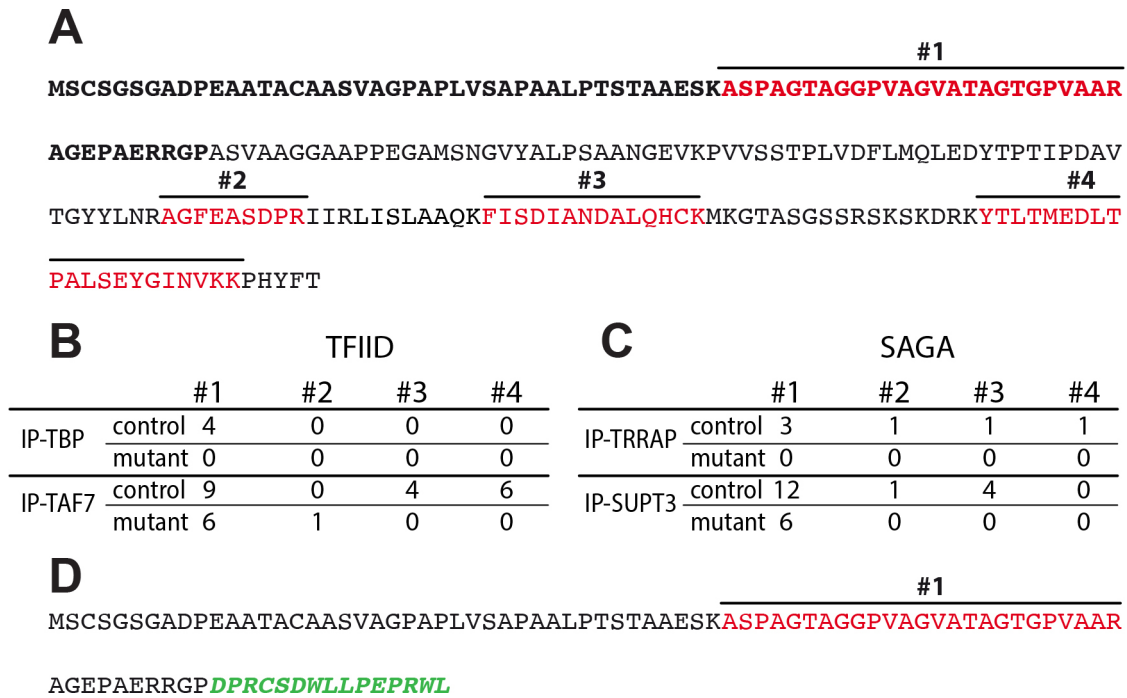 A
#1
MSCSGSGADPEAATACAASVAGPAPLVSAPAALPTSTAAESKASPAGTAGGPVAGVATAGTGPVAAR
AGEPAERRGPASVAAGGAAPPEGAMSNGVYALPSAANGEVKPVVSSTPLVDFLMQLEDYTPTIPDAV
#2 #3 #4
TGYYLNRAGFEASDPRIIRLISLAAQKFISDIANDALQHCKMKGTASGSSRSKSKDRKYTLTMEDLT
PALSEYGINVKKPHYFT
B TFIID
#1 #2 #3 #4
IP-TBP control 4 0 0 0
mutant 0 0 0 0
IP-TAF7 control 9 0 4 6
mutant 6 1 0 0
C SAGA
#1 #2 #3 #4
IP-TRRAP control 3 1 1 1
mutant 0 0 0 0
IP-SUPT3 control 12 1 4 0
mutant 6 0 0 0
D
#1
MSCSGSGADPEAATACAASVAGPAPLVSAPAALPTSTAAESKASPAGTAGGPVAGVATAGTGPVAAR
AGEPAERRGPDPRCSDWLLPEPRWL